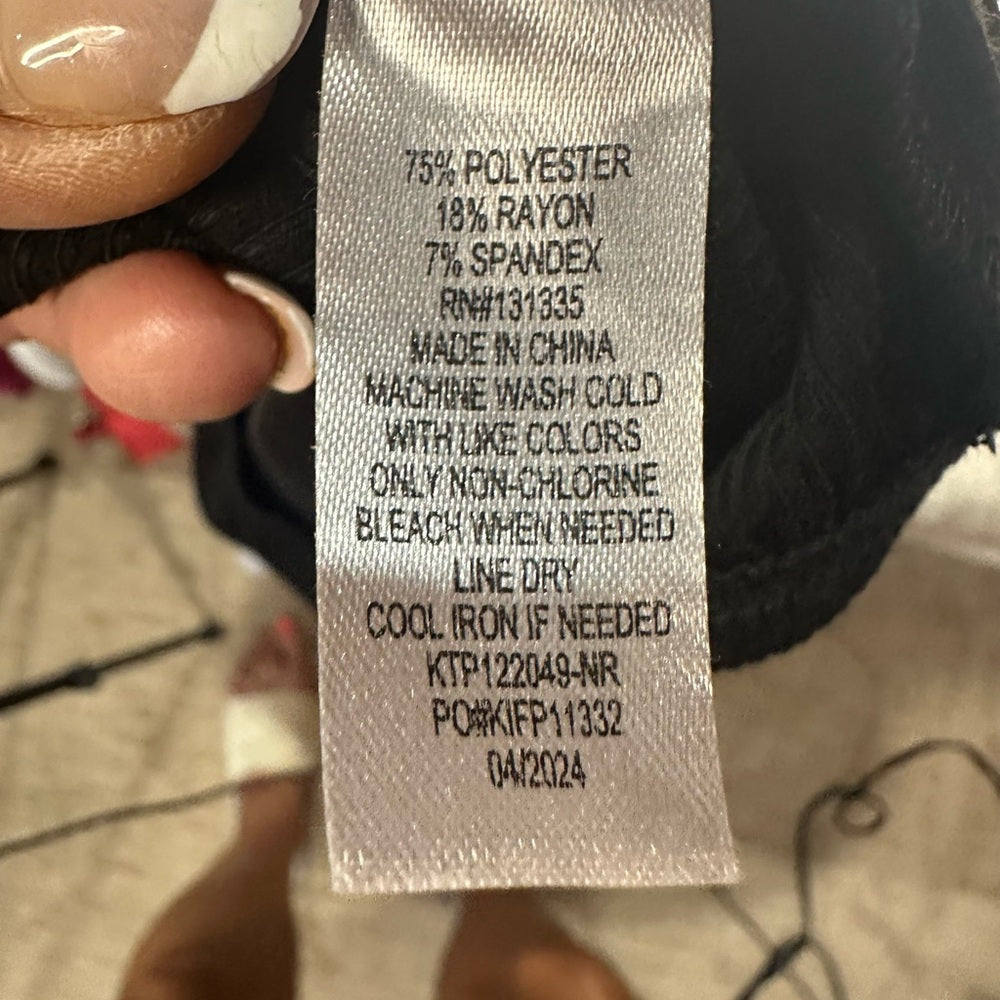 75% POLYESTER
18% RAYON
7% SPANDEX
RN#131335
MADE IN CHINA
MACHINE WASH COLD
WITH LIKE COLORS
ONLY NON-CHLORINE
BLEACH WHEN NEEDED
LINE DRY
COOL IRON IF NEEDED
KTP122049-NR
PO#KIFP11332
04/2024